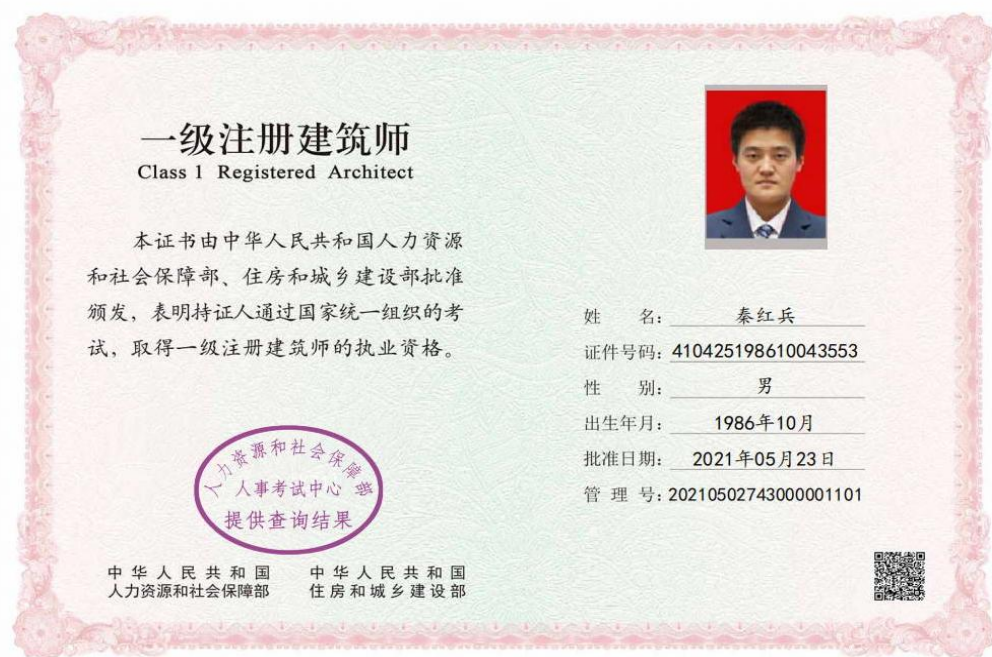 一级注册建筑师
Class 1 Registered Architect
本证书由中华人民共和国人力资源
和社会保障部、住房和城乡建设部批准
颁发，表明持证人通过国家统一组织的考
试，取得一级注册建筑师的执业资格。
人力资源和社会保障部
人事考试中心
提供查询结果
中华人民共和国
人力资源和社会保障部
中华人民共和国
住房和城乡建设部
姓 名：秦红兵
证件号码：410425198610043553
性 别：男
出生年月：1986年10月
批准日期：2021年05月23日
管 理 号：20210502743000001101